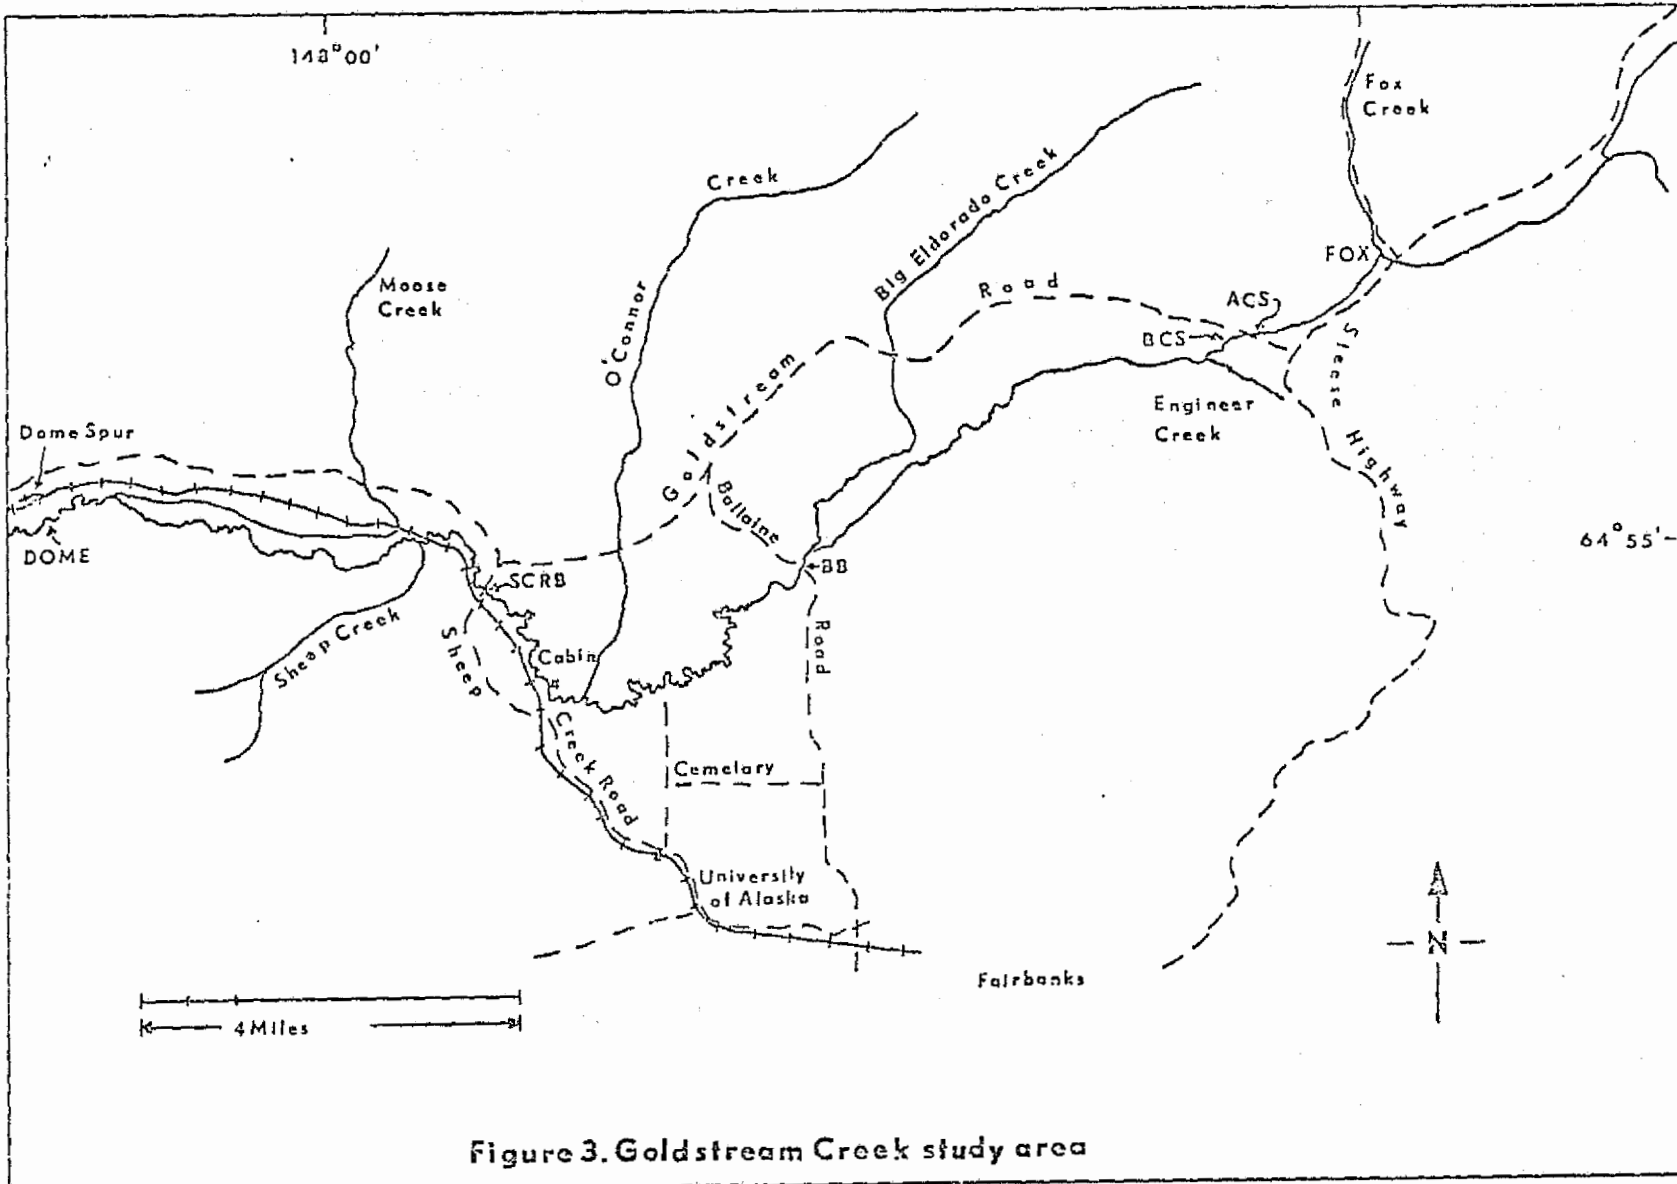 148°00'
Fox
Creek
Creek
Big Eldorado Creek
Moose
Creek
O'Connor
FOX
Road
ACS
BCS
Goldstream
Sleese Highway
Engineer
Creek
Dome Spur
Ballaine
64°55'
DOME
BB
SCRB
Sheep Creek
Sheep
Road
Cabin
Creek Road
Cemetary
University
of Alaska
N
Fairbanks
4 Miles
Figure 3. Goldstream Creek study area